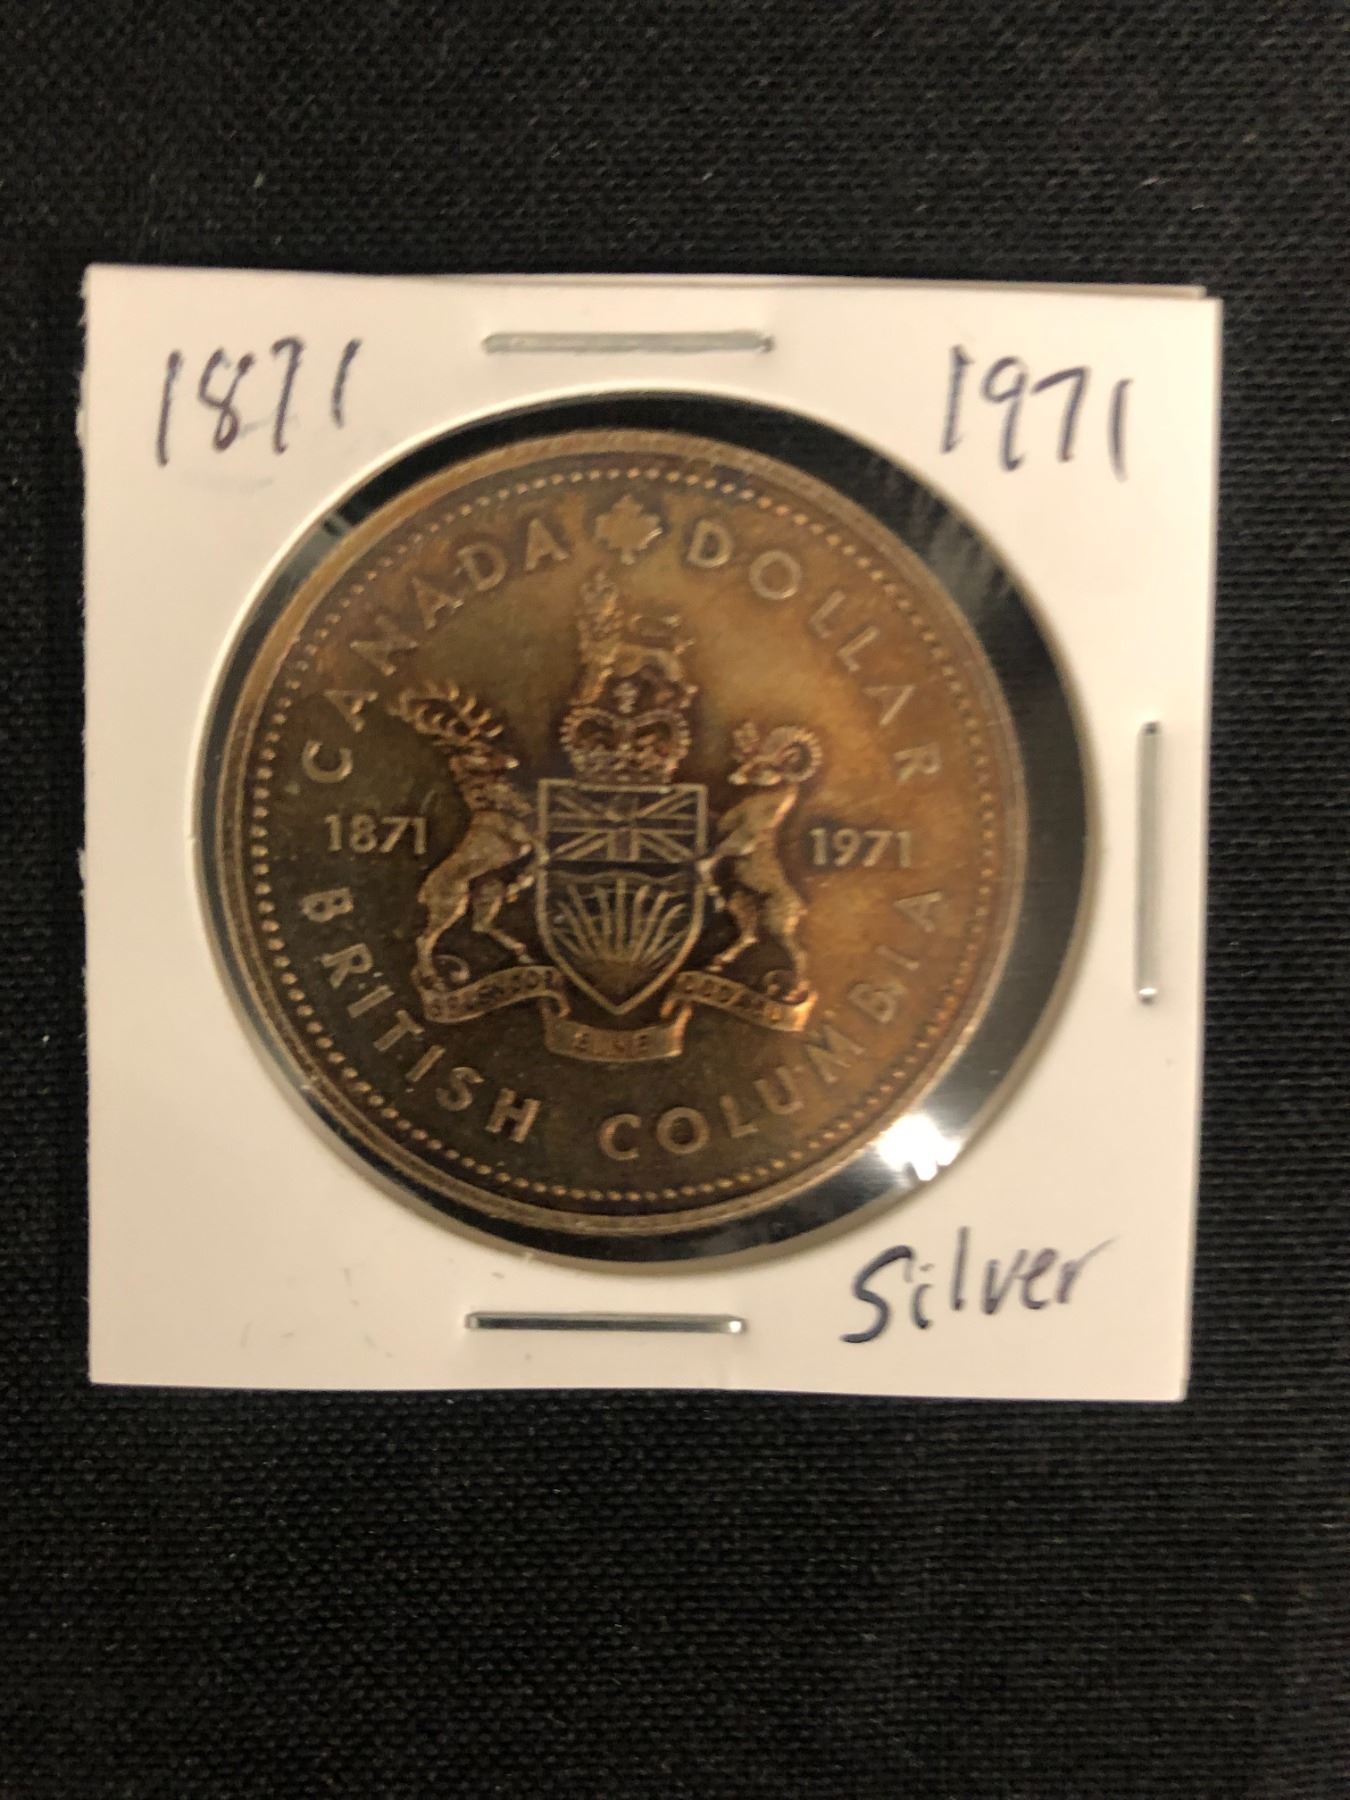 1871 1971
CANADA DOLLAR
1871 1971
BRITISH COLUMBIA
Silver